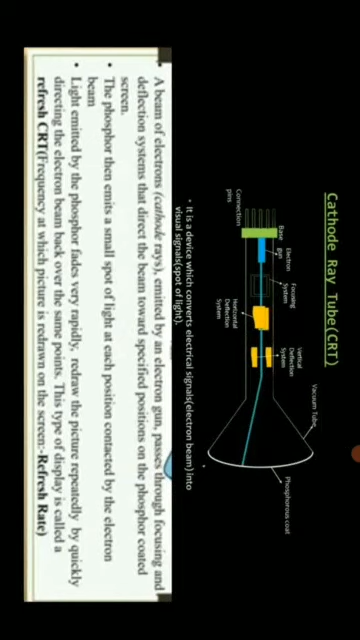 Cathode Ray Tube(CRT)
Base
Electron
gun
Focusing
System
Vertical
Deflection
System
Vacuum Tube
Connection
pins
Horizontal
Deflection
System
Phosphorous coat
• It is a device which converts electrical signals(electron beam) into
visual signals(spot of light).
A beam of electrons (cathode rays), emitted by an electron gun, passes through focusing and
deflection systems that direct the beam toward specified positions on the phosphor coated
screen.
• The phosphor then emits a small spot of light at each position contacted by the electron
beam
• Light emitted by the phosphor fades very rapidly, redraw the picture repeatedly by quickly
directing the electron beam back over the same points. This type of display is called a
refresh CRT(Frequency at which picture is redrawn on the screen:-Refresh Rate)